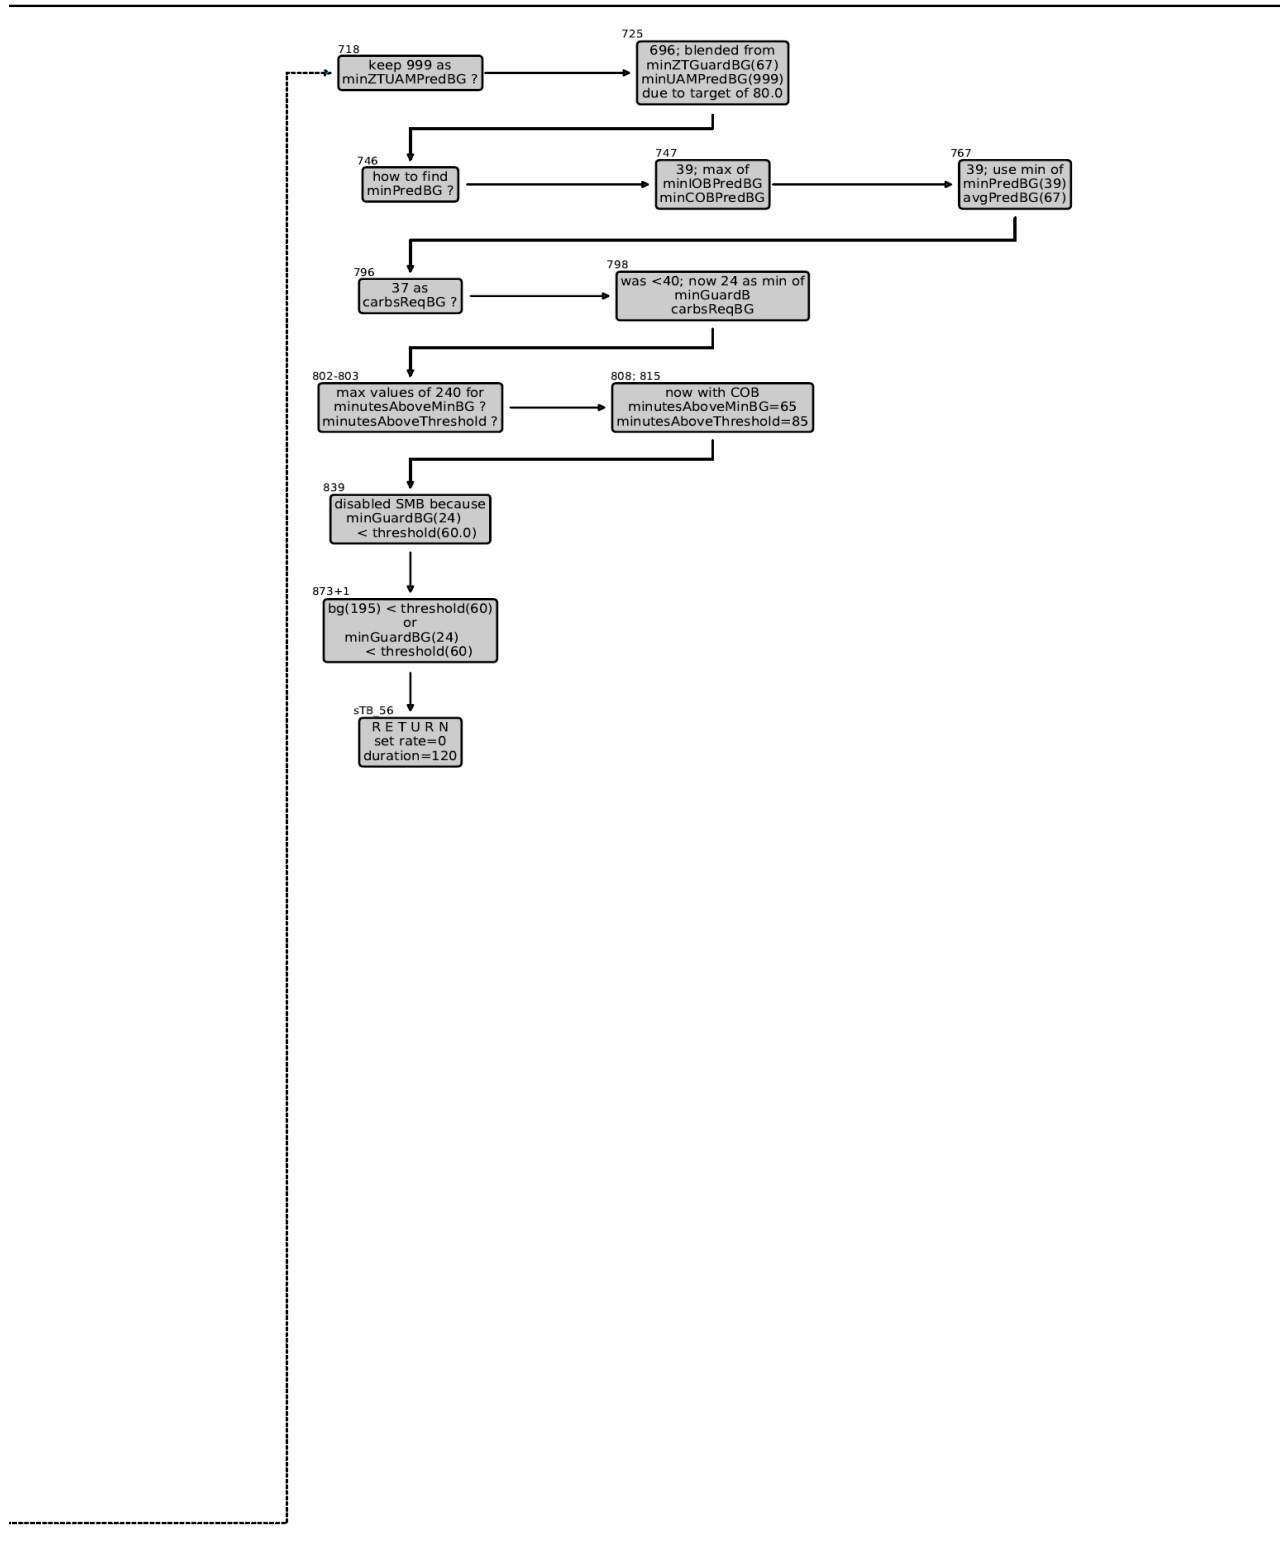 718
keep 999 as
minZTUAMPredBG ?
725
696; blended from
minZTGuardBG(67)
minUAMPredBG(999)
due to target of 80.0
746
how to find
minPredBG ?
747
39; max of
minIOBPredBG
minCOBPredBG
767
39; use min of
minPredBG(39)
avgPredBG(67)
796
37 as
carbsReqBG ?
798
was <40; now 24 as min of
minGuardB
carbsReqBG
802-803
max values of 240 for
minutesAboveMinBG ?
minutesAboveThreshold ?
808; 815
now with COB
minutesAboveMinBG=65
minutesAboveThreshold=85
839
disabled SMB because
minGuardBG(24)
< threshold(60.0)
873+1
bg(195) < threshold(60)
or
minGuardBG(24)
< threshold(60)
sTB_56
R E T U R N
set rate=0
duration=120